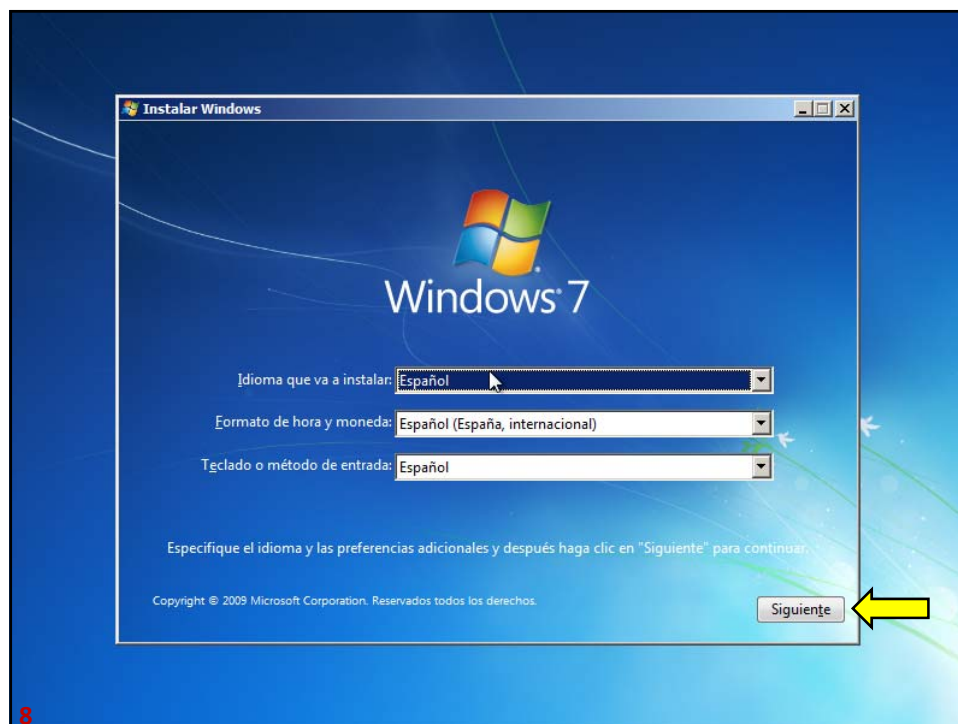 Instalar Windows
Windows 7
Idioma que va a instalar: Español
Formato de hora y moneda: Español (España, internacional)
Teclado o método de entrada: Español
Especifique el idioma y las preferencias adicionales y después haga clic en "Siguiente" para continuar.
Copyright © 2009 Microsoft Corporation. Reservados todos los derechos.
Siguiente
8